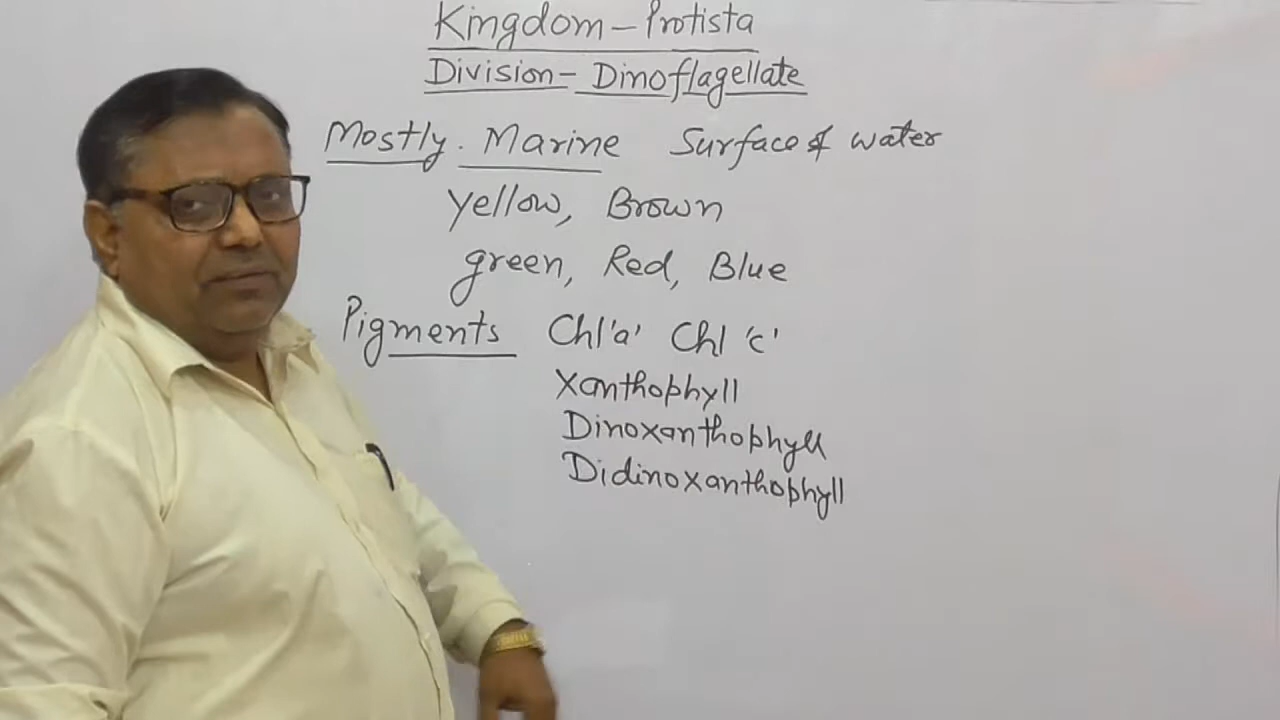 Kingdom - Protista
Division - Dinoflagellate
Mostly. Marine Surface of water
Yellow, Brown
green, Red, Blue
Pigments Chl 'a' Chl 'c'
Xanthophyll
Dinoxanthophyll
Didinoxanthophyll